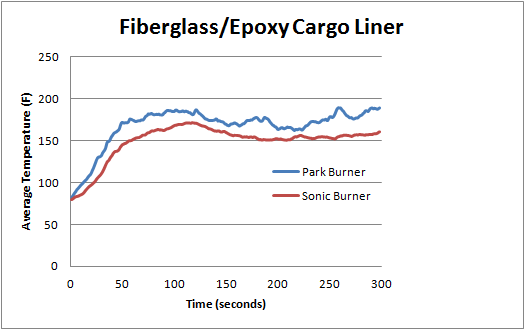 Fiberglass/Epoxy Cargo Liner
250
200
150
100
50
0
Average Temperature (F)
Park Burner
Sonic Burner
0 50 100 150 200 250 300
Time (seconds)